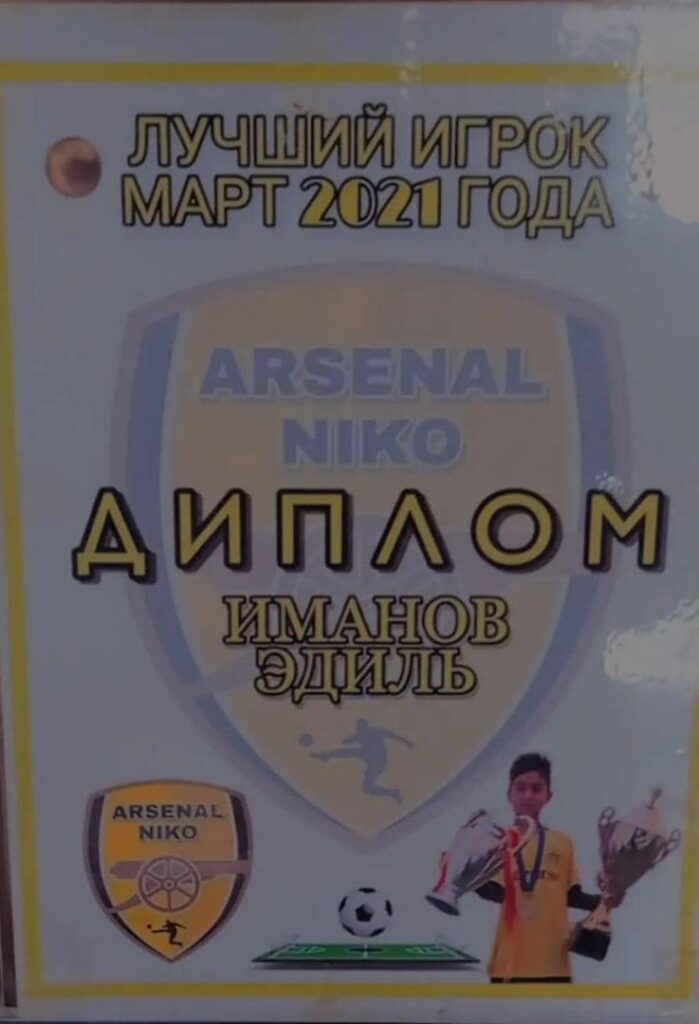 ЛУЧШИЙ ИГРОК
МАРТ 2021 ГОДА
ARSENAL
NIKO
ДИПЛОМ
ИМАНОВ
ЭДИЛЬ
ARSENAL
NIKO